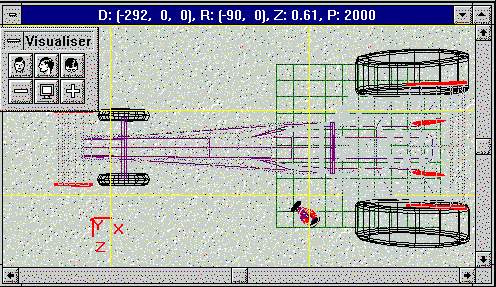 D: (-292, 0, 0), R: (-90, 0), Z: 0.61, P: 2000
Visualiser
Y X
Z